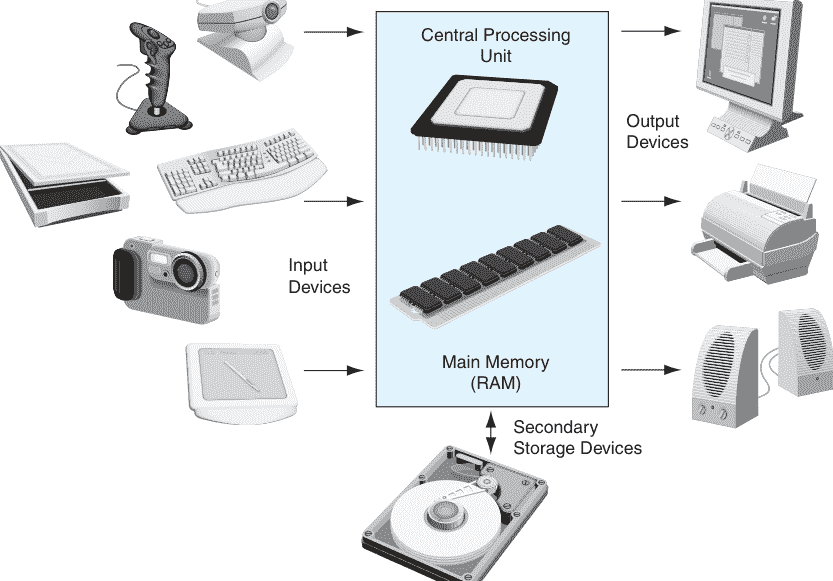 Central Processing
Unit
Output
Devices
Input
Devices
Main Memory
(RAM)
Secondary
Storage Devices